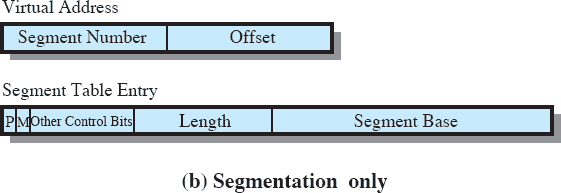 Virtual Address
Segment Number Offset
Segment Table Entry
P M Other Control Bits Length Segment Base
(b) Segmentation only